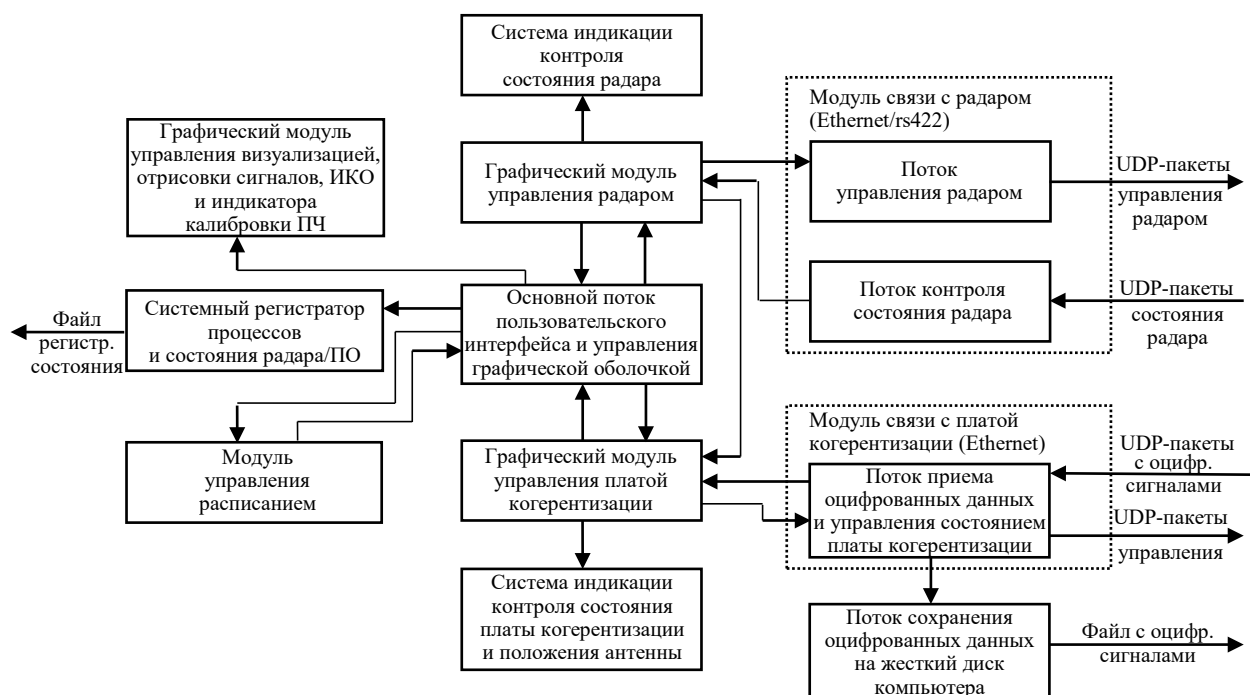 Система индикации
контроля
состояния радара
Модуль связи с радаром
(Ethernet/rs422)
Графический модуль
управления визуализацией,
отрисовки сигналов, ИКО
и индикатора
калибровки ПЧ
Графический модуль
управления радаром
Поток
управления радаром
UDP-пакеты
управления
радаром
Поток контроля
состояния радара
UDP-пакеты
состояния
радара
Основной поток
пользовательского
интерфейса и управления
графической оболочкой
Системный регистратор
процессов
и состояния радара/ПО
Файл
регистр.
состояния
Модуль
управления
расписанием
Графический модуль
управления платой
когерентизации
Модуль связи с платой
когерентизации (Ethernet)
Поток приема
оцифрованных данных
и управления состоянием
платы когерентизации
UDP-пакеты
с оцифр.
сигналами
UDP-пакеты
управления
Система индикации
контроля состояния
платы когерентизации
и положения антенны
Поток сохранения
оцифрованных данных
на жесткий диск
компьютера
Файл с оцифр.
сигналами